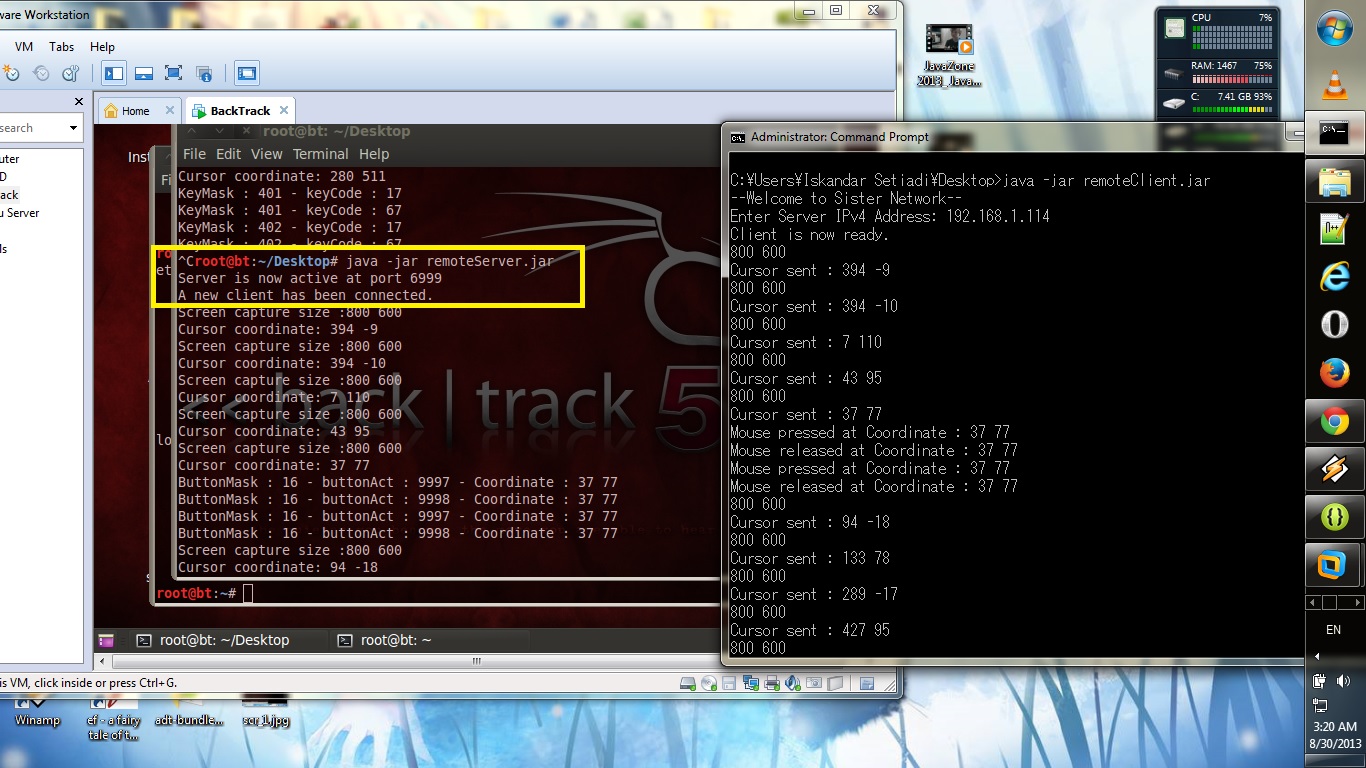 ware Workstation
VM Tabs Help
search
uter
D
ack
u Server
ls
Home
BackTrack
root@bt: ~/Desktop
File Edit View Terminal Help
Inst
Fi
Cursor coordinate: 280 511
KeyMask : 401 - keyCode : 17
KeyMask : 401 - keyCode : 67
KeyMask : 402 - keyCode : 17
KeyMask : 402 - keyCode : 67
ro
et
^Croot@bt:~/Desktop# java -jar remoteServer.jar
Server is now active at port 6999
A new client has been connected.
Screen capture size :800 600
Cursor coordinate: 394 -9
Screen capture size :800 600
Cursor coordinate: 394 -10
Screen capture size :800 600
Cursor coordinate: 7 110
Screen capture size :800 600
Cursor coordinate: 43 95
Screen capture size :800 600
Cursor coordinate: 37 77
ButtonMask : 16 - buttonAct : 9997 - Coordinate : 37 77
ButtonMask : 16 - buttonAct : 9998 - Coordinate : 37 77
ButtonMask : 16 - buttonAct : 9997 - Coordinate : 37 77
ButtonMask : 16 - buttonAct : 9998 - Coordinate : 37 77
Screen capture size :800 600
Cursor coordinate: 94 -18
<< back | track 5
lo
s
root@bt:~#
root@bt: ~/Desktop
root@bt: ~
is VM, click inside or press Ctrl+G.
Winamp
ef - a fairy tale of t...
adt-bundle...
scr_1.jpg
JavaZone
2013_Java...
CPU 7%
RAM: 1467 75%
C: 7.41 GB 93%
Administrator: Command Prompt
C:¥Users¥Iskandar Setiadi¥Desktop>java -jar remoteClient.jar
--Welcome to Sister Network--
Enter Server IPv4 Address: 192.168.1.114
Client is now ready.
800 600
Cursor sent : 394 -9
800 600
Cursor sent : 394 -10
800 600
Cursor sent : 7 110
800 600
Cursor sent : 43 95
800 600
Cursor sent : 37 77
Mouse pressed at Coordinate : 37 77
Mouse released at Coordinate : 37 77
Mouse pressed at Coordinate : 37 77
Mouse released at Coordinate : 37 77
800 600
Cursor sent : 94 -18
800 600
Cursor sent : 133 78
800 600
Cursor sent : 289 -17
800 600
Cursor sent : 427 95
800 600
EN
3:20 AM
8/30/2013